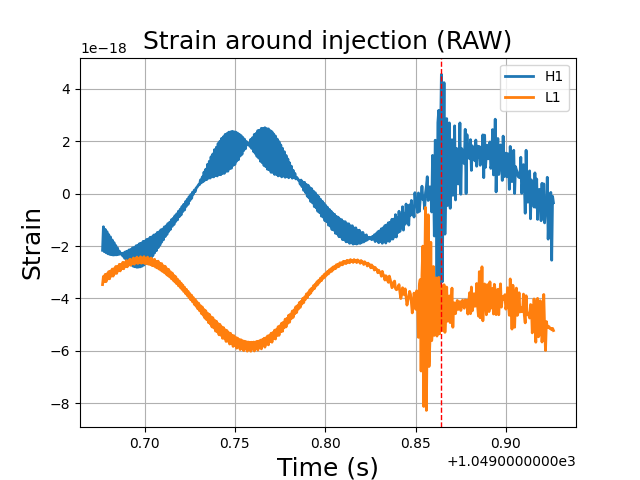 Strain around injection (RAW)
1e−18
H1
L1
4
2
0
−2
−4
−6
−8
Strain
0.70 0.75 0.80 0.85 0.90
+1.0490000000e3
Time (s)